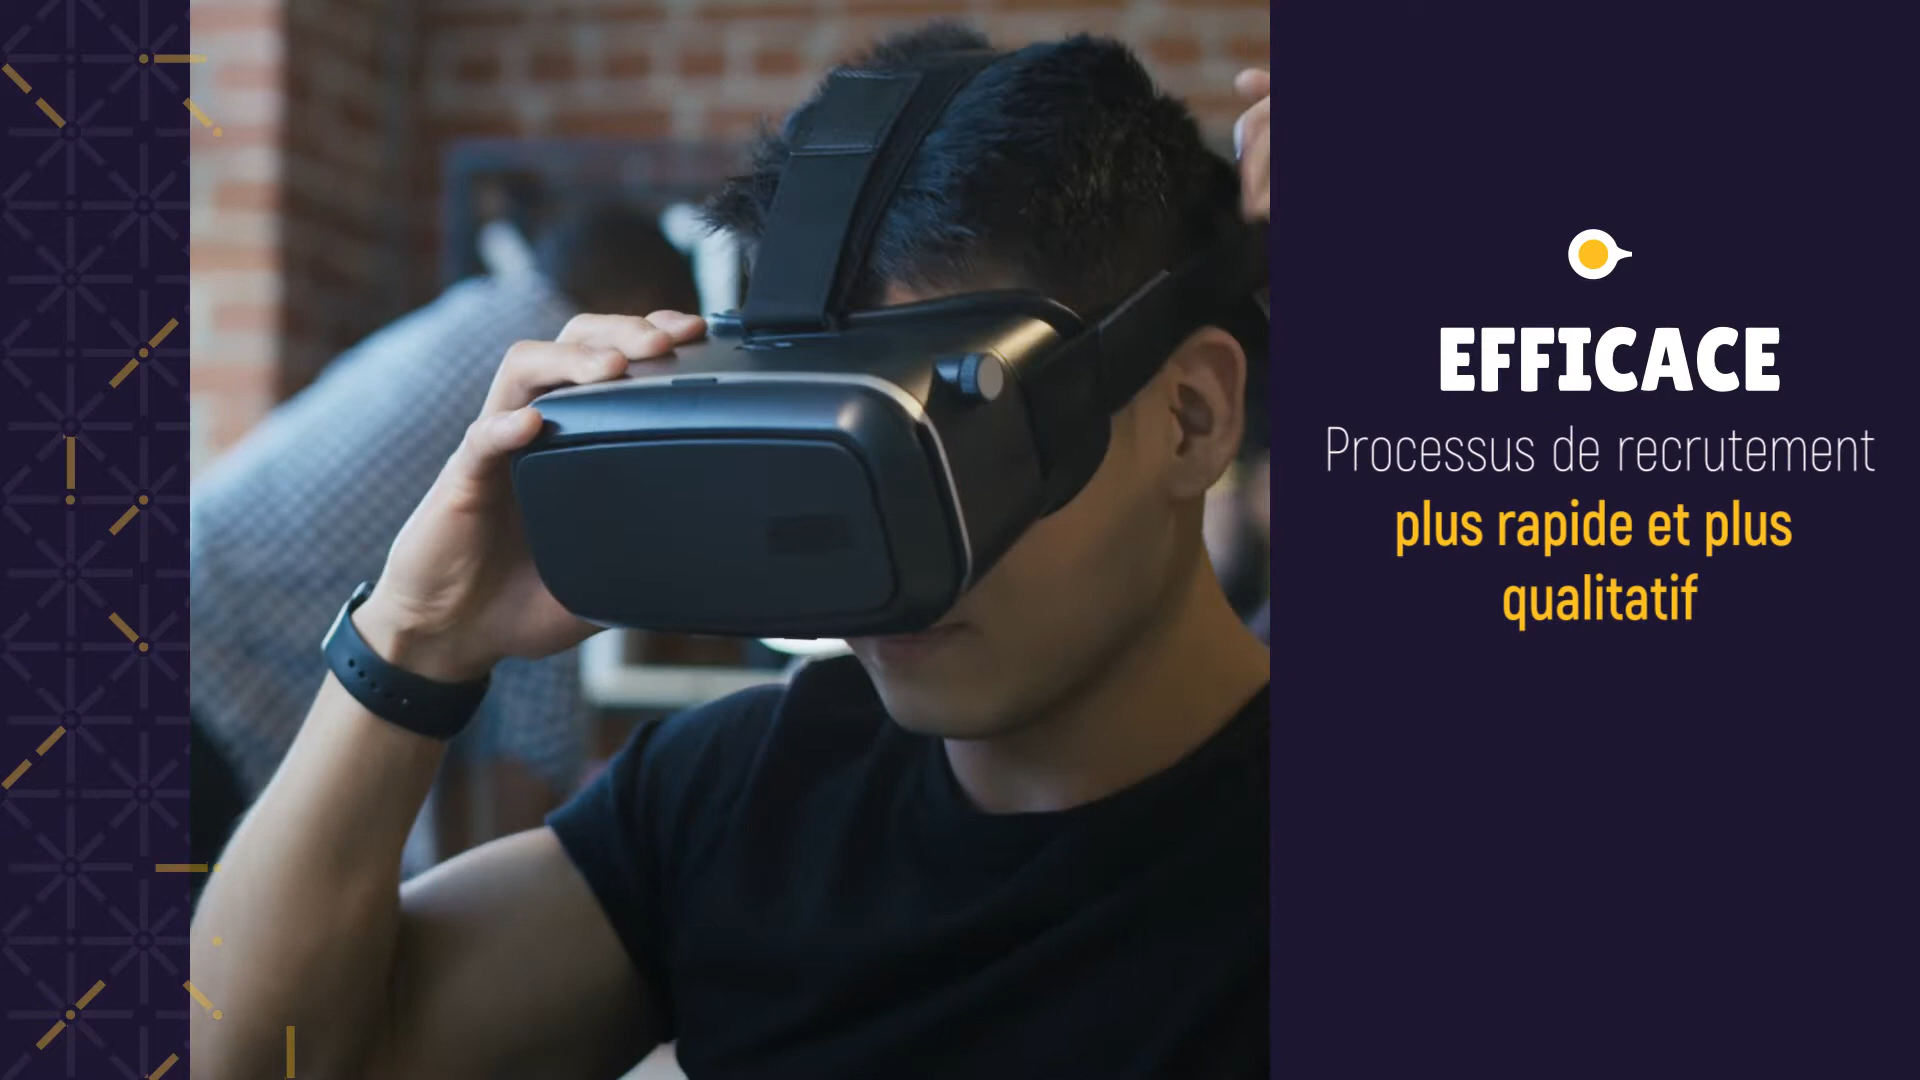 EFFICACE
Processus de recrutement
plus rapide et plus
qualitatif